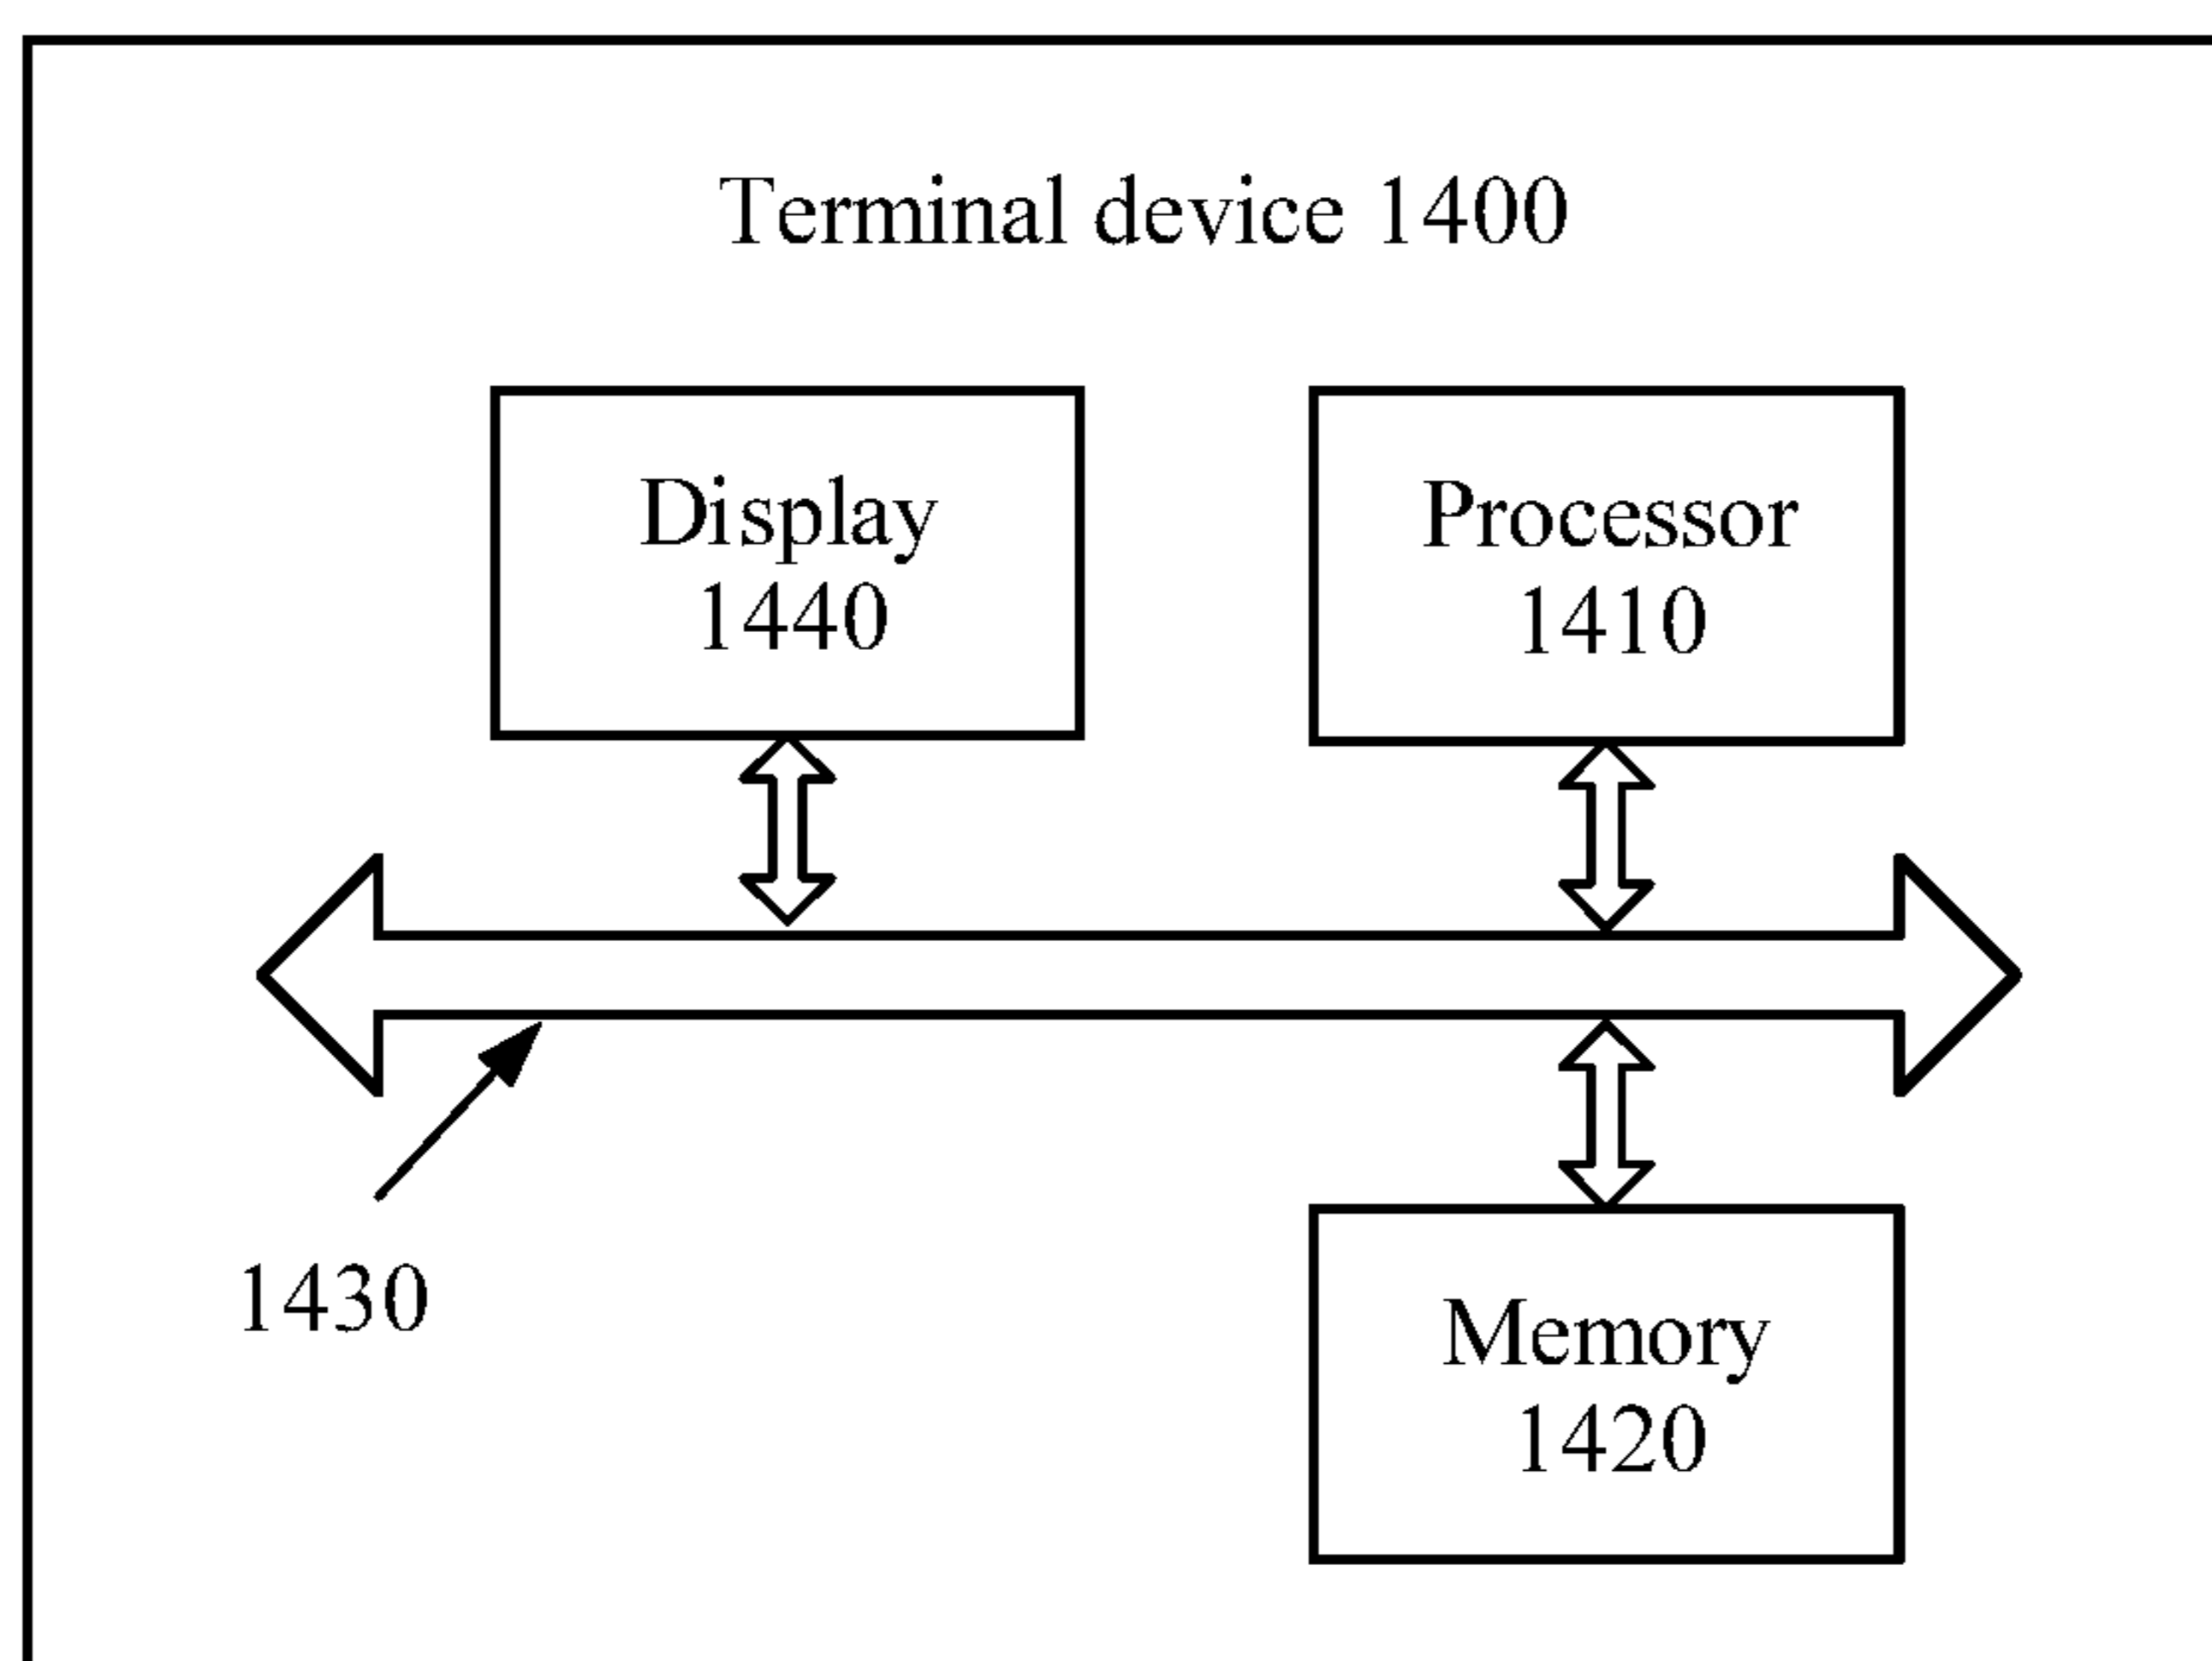 Terminal device 1400
Display
1440
Processor
1410
1430
Memory
1420